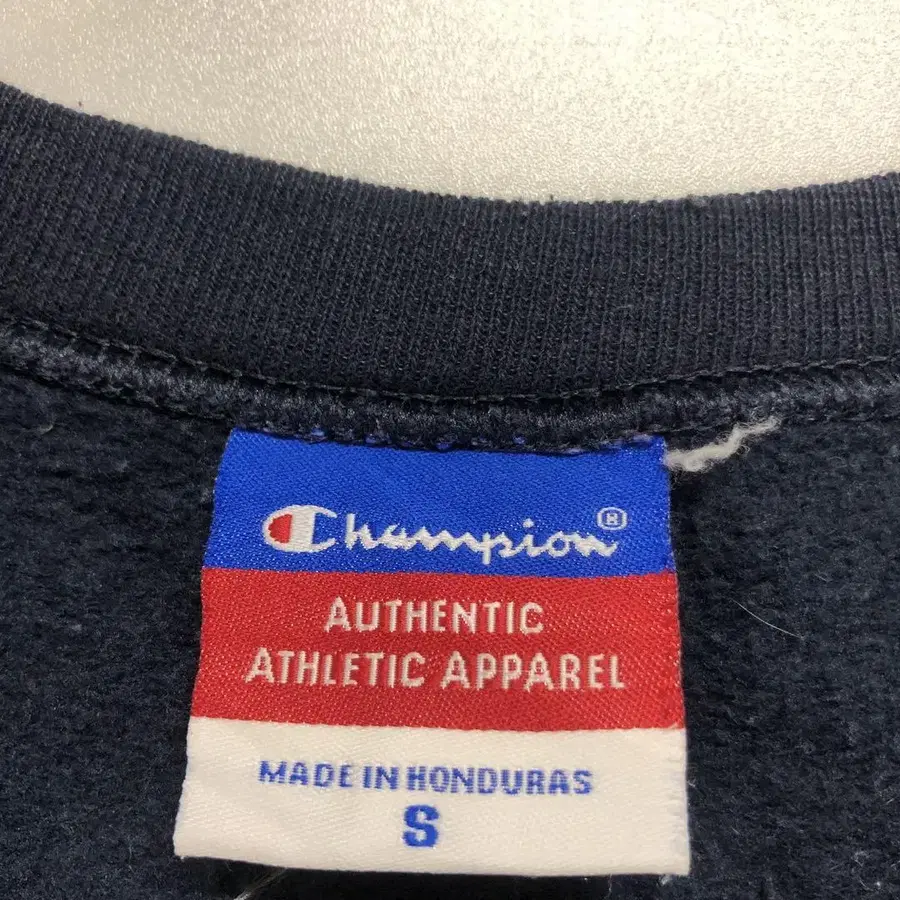 Champion®
AUTHENTIC
ATHLETIC APPAREL
MADE IN HONDURAS
S